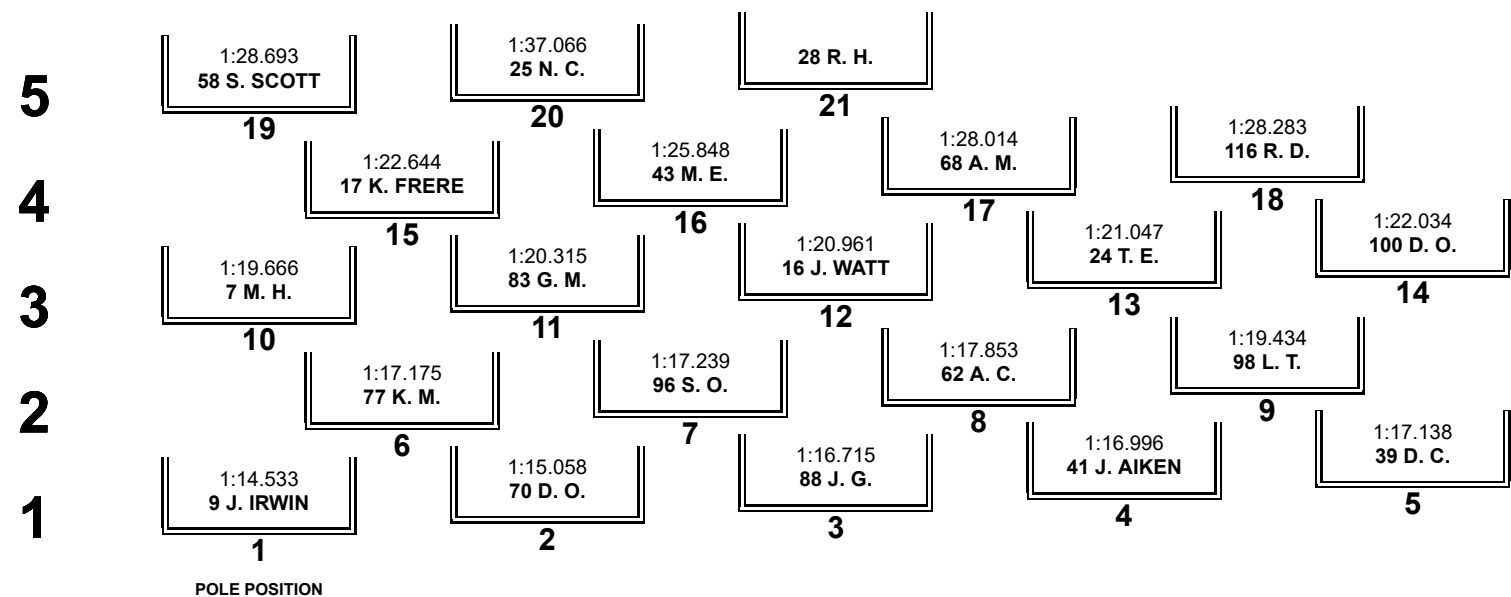 5
1:28.693
58 S. SCOTT
19
1:37.066
25 N. C.
20
28 R. H.
21
4
1:22.644
17 K. FRERE
15
1:25.848
43 M. E.
16
1:28.014
68 A. M.
17
1:28.283
116 R. D.
18
3
1:19.666
7 M. H.
10
1:20.315
83 G. M.
11
1:20.961
16 J. WATT
12
1:21.047
24 T. E.
13
1:22.034
100 D. O.
14
2
1:17.175
77 K. M.
6
1:17.239
96 S. O.
7
1:17.853
62 A. C.
8
1:19.434
98 L. T.
9
1
1:14.533
9 J. IRWIN
1
POLE POSITION
1:15.058
70 D. O.
2
1:16.715
88 J. G.
3
1:16.996
41 J. AIKEN
4
1:17.138
39 D. C.
5